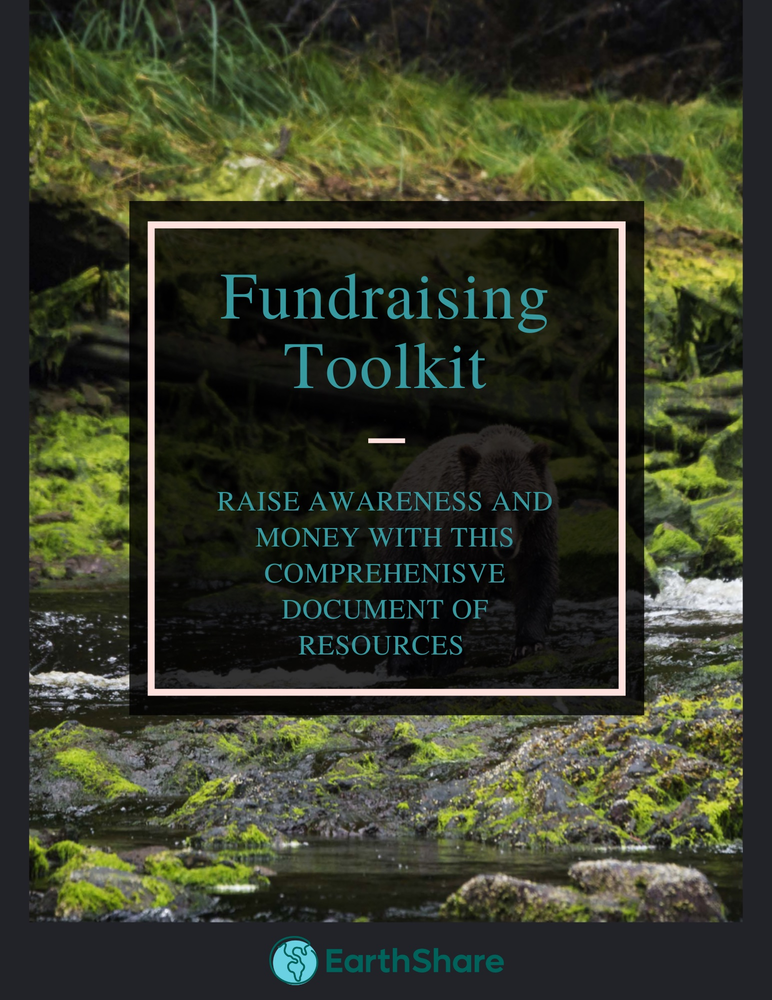 Fundraising
Toolkit
RAISE AWARENESS AND
MONEY WITH THIS
COMPREHENISVE
DOCUMENT OF
RESOURCES
EarthShare